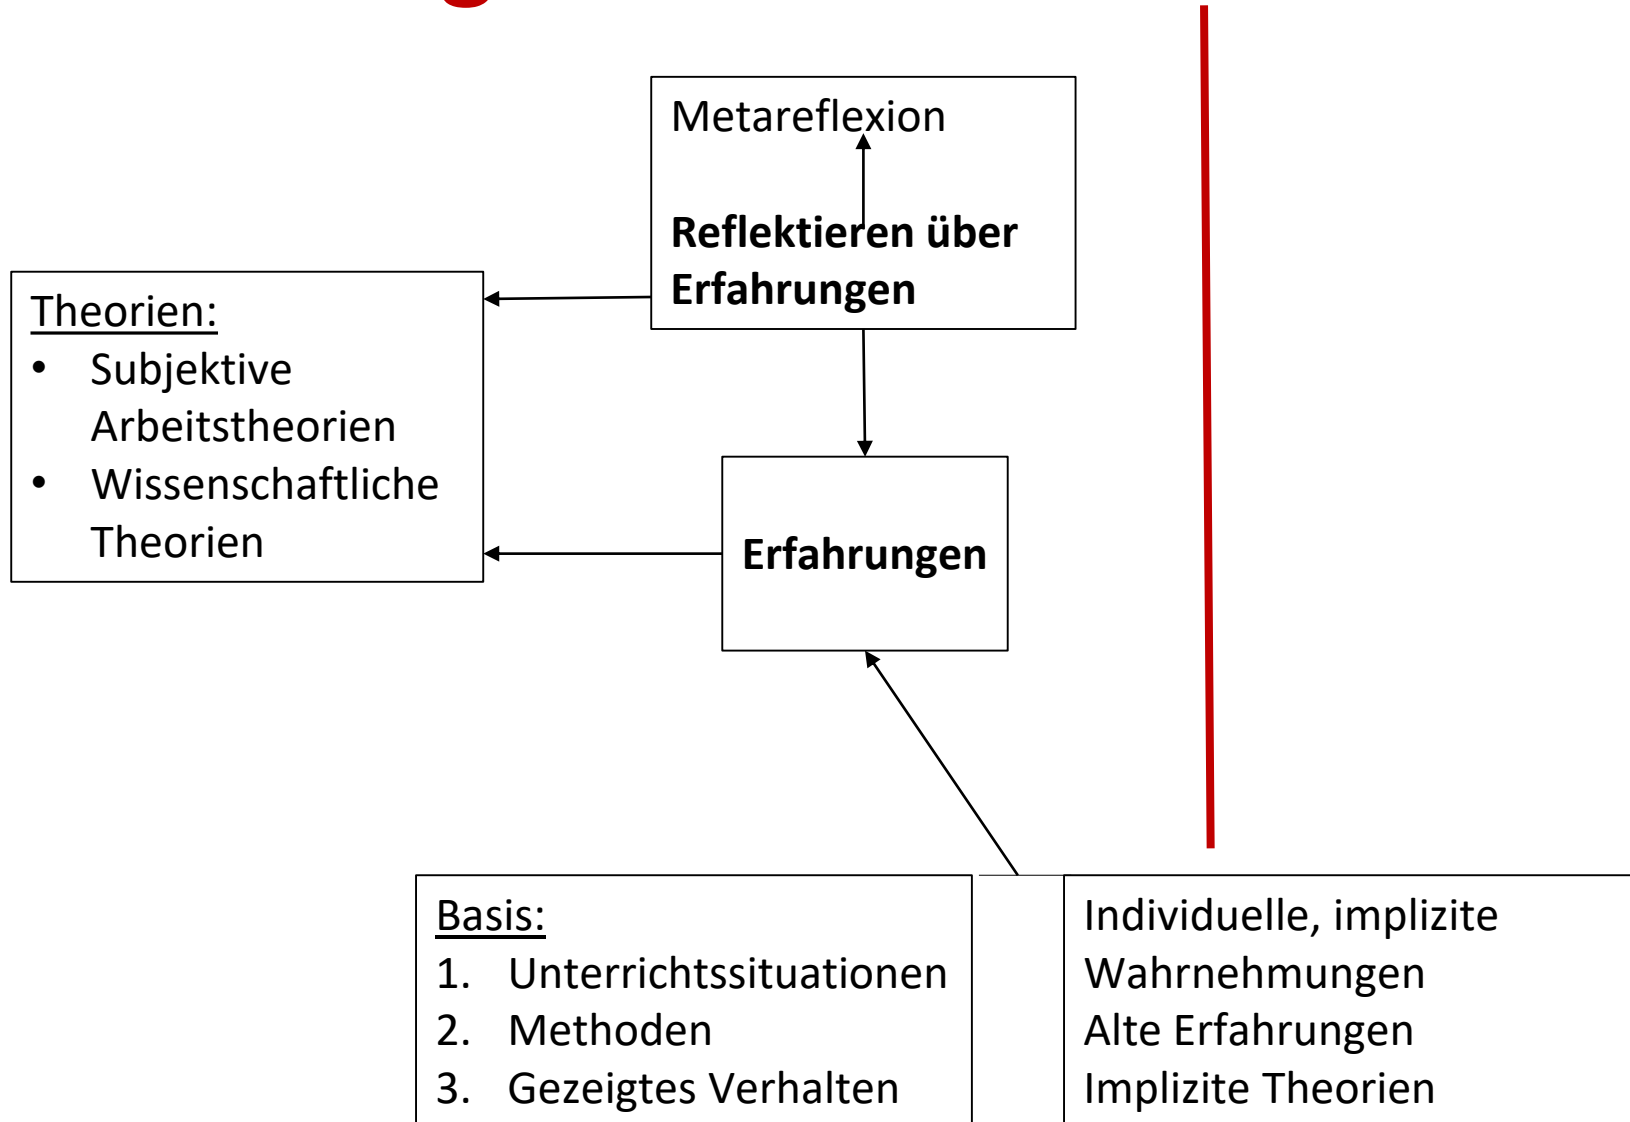 Metareflexion
Reflektieren über
Erfahrungen
Theorien:
• Subjektive
Arbeitstheorien
• Wissenschaftliche
Theorien
Erfahrungen
Basis:
1. Unterrichtssituationen
2. Methoden
3. Gezeigtes Verhalten
Individuelle, implizite
Wahrnehmungen
Alte Erfahrungen
Implizite Theorien